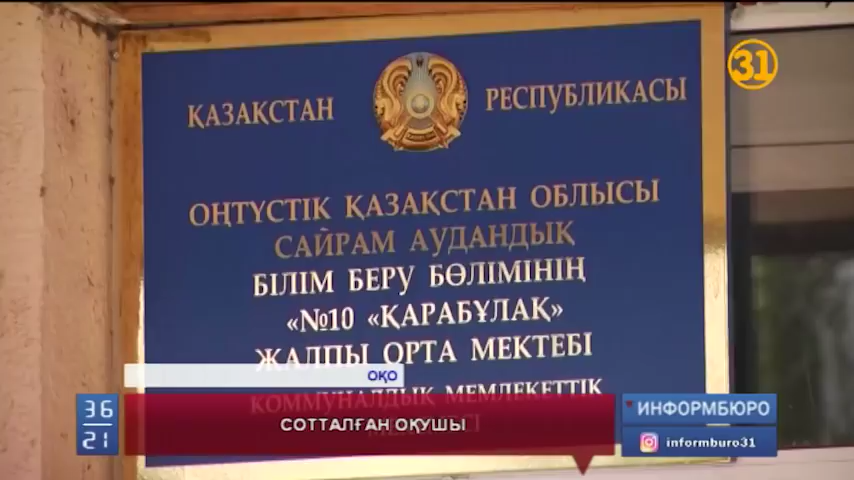 31
ҚАЗАҚСТАН РЕСПУБЛИКАСЫ
ОҢТҮСТІК ҚАЗАҚСТАН ОБЛЫСЫ
САЙРАМ АУДАНДЫҚ
БІЛІМ БЕРУ БӨЛІМІНІҢ
«№10 «ҚАРАБҰЛАҚ»
ЖАЛПЫ ОРТА МЕКТЕБІ
КОММУНАЛДЫҚ МЕМЛЕКЕТТІК
ОҚО
36
21
СОТТАЛҒАН ОҚУШЫ
ИНФОРМБЮРО
informburo31